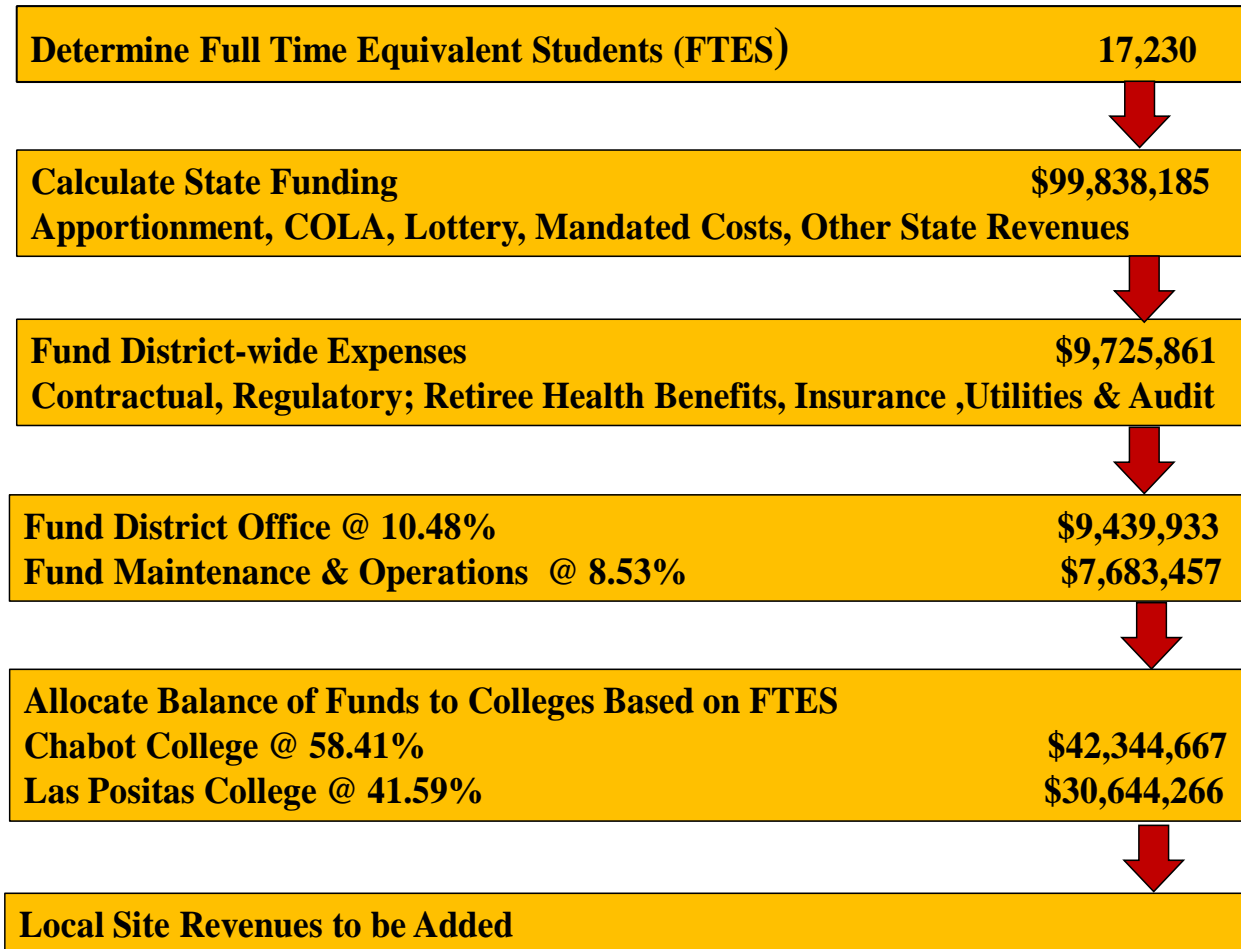 Determine Full Time Equivalent Students (FTES) 17,230
Calculate State Funding $99,838,185
Apportionment, COLA, Lottery, Mandated Costs, Other State Revenues
Fund District-wide Expenses $9,725,861
Contractual, Regulatory; Retiree Health Benefits, Insurance ,Utilities & Audit
Fund District Office @ 10.48% $9,439,933
Fund Maintenance & Operations @ 8.53% $7,683,457
Allocate Balance of Funds to Colleges Based on FTES
Chabot College @ 58.41% $42,344,667
Las Positas College @ 41.59% $30,644,266
Local Site Revenues to be Added